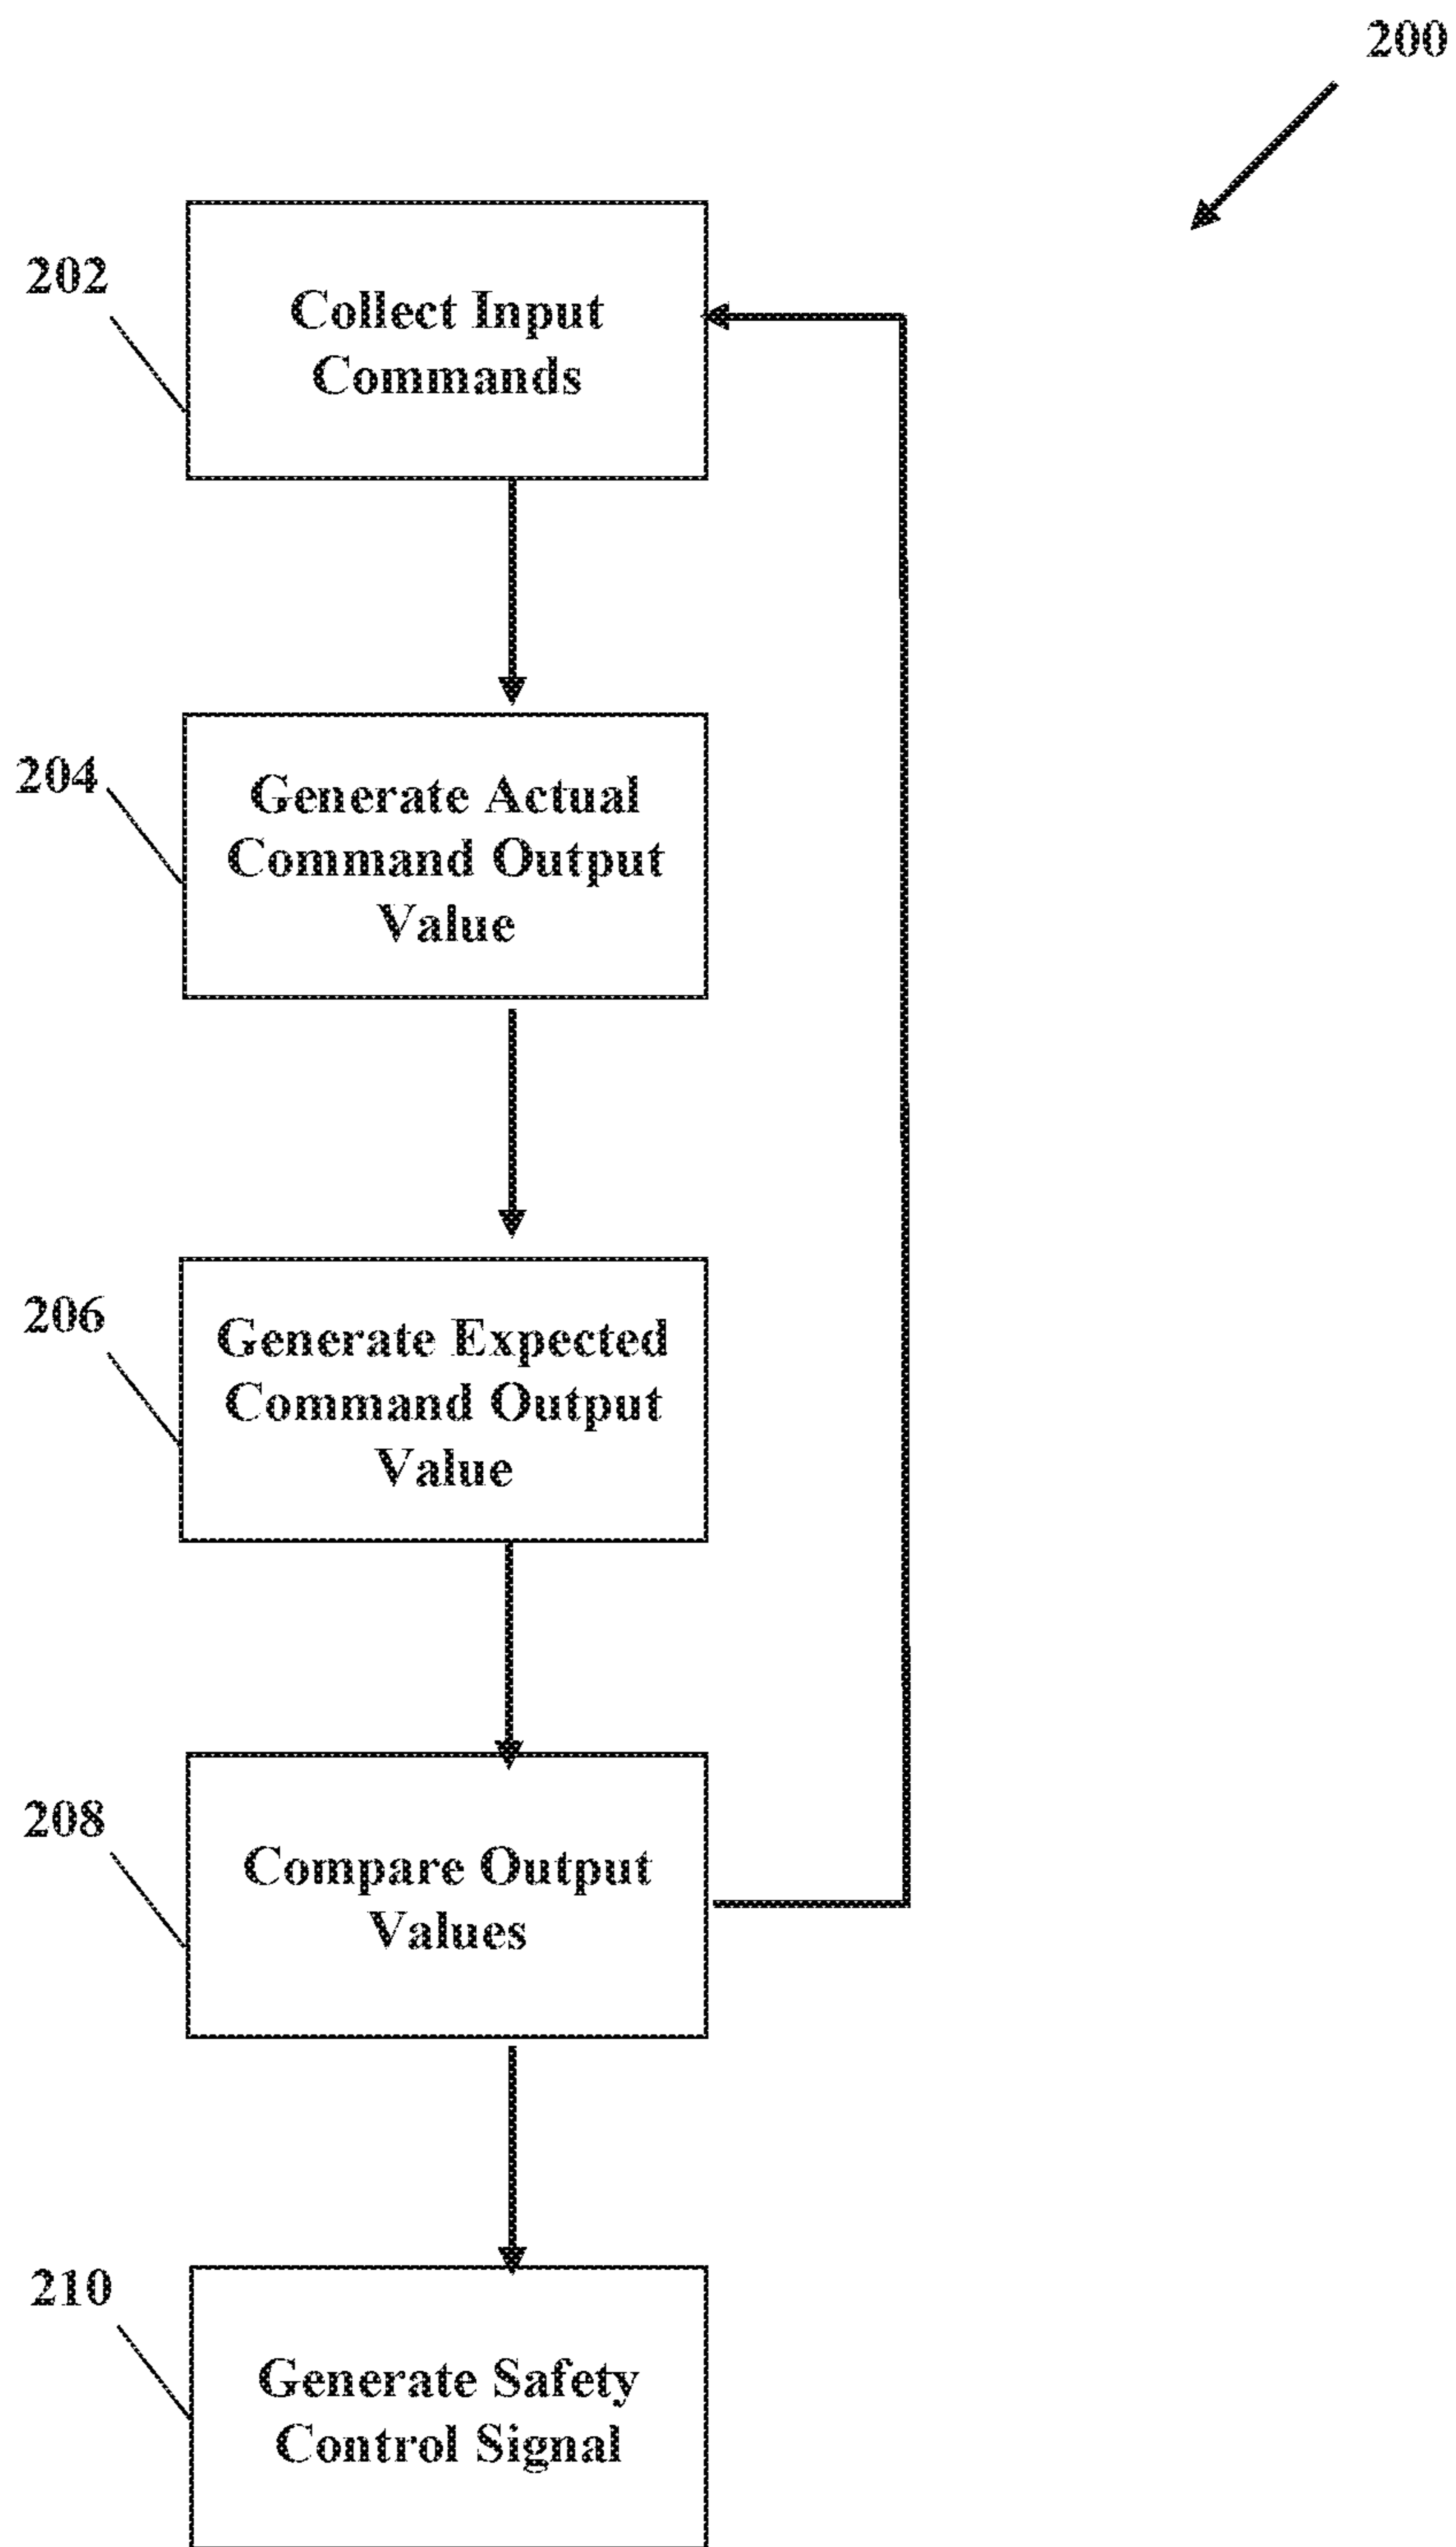 200
202
Collect Input
Commands
204
Generate Actual
Command Output
Value
206
Generate Expected
Command Output
Value
208
Compare Output
Values
210
Generate Safety
Control Signal